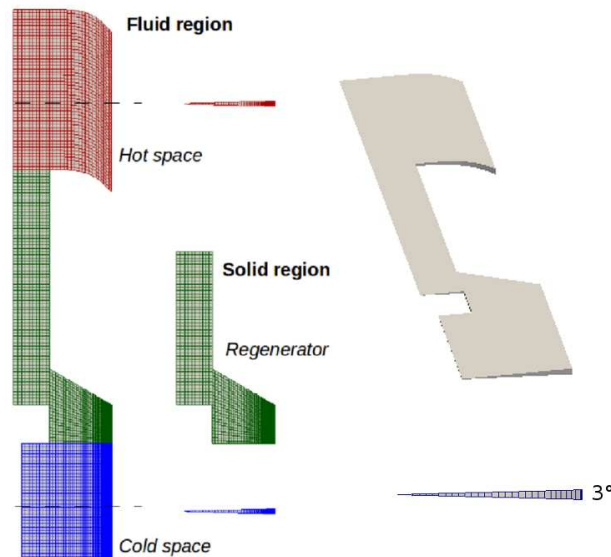 Fluid region
Hot space
Solid region
Regenerator
3°
Cold space